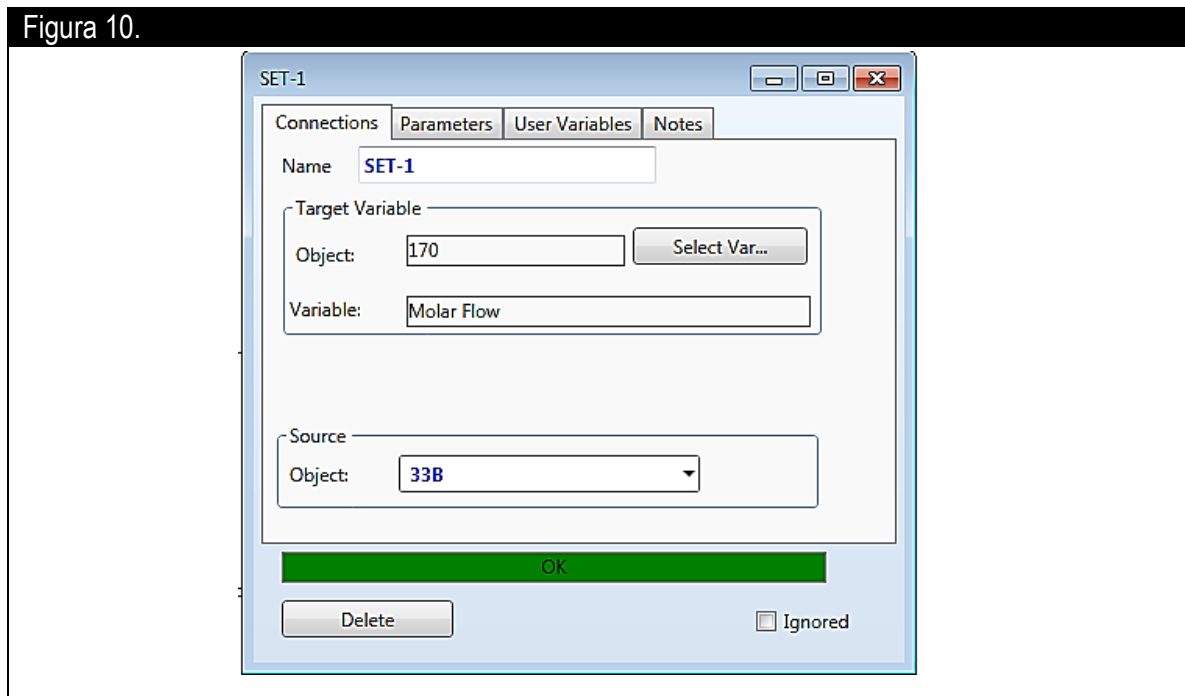 Figura 10.
SET-1
Connections Parameters User Variables Notes
Name SET-1
Target Variable
Object: 170 Select Var...
Variable: Molar Flow
Source
Object: 33B
OK
Delete Ignored